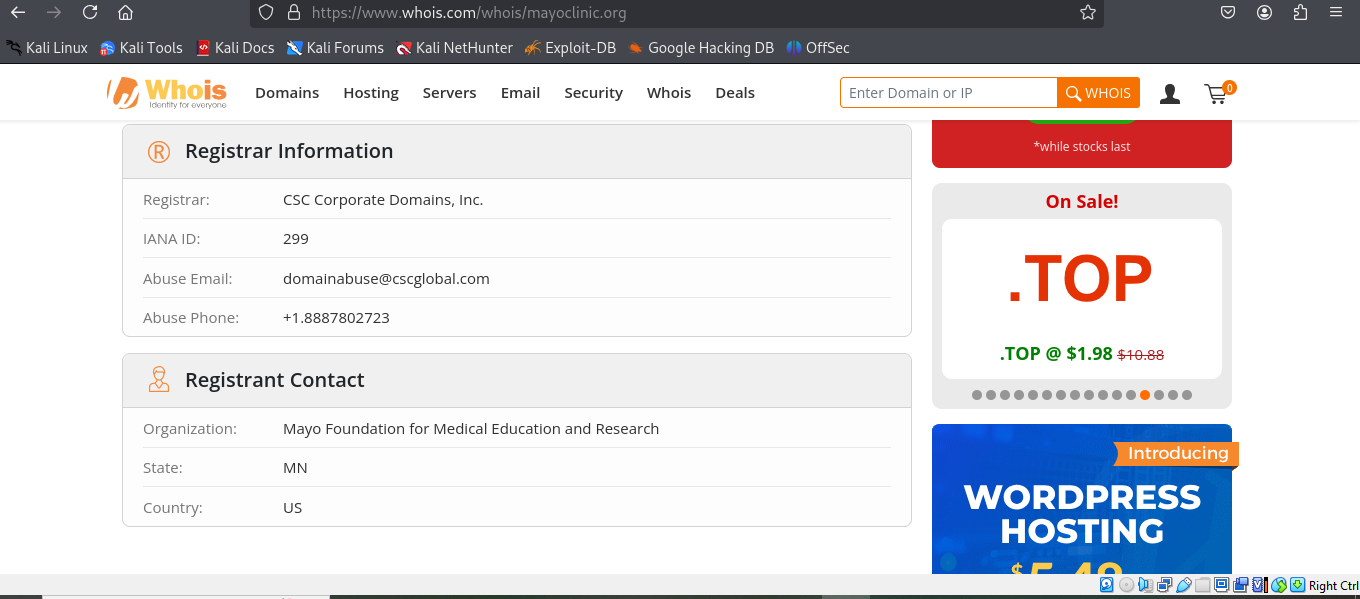 https://www.whois.com/whois/mayoclinic.org
Kali Linux Kali Tools Kali Docs Kali Forums Kali NetHunter Exploit-DB Google Hacking DB OffSec
Whois
Identity for everyone
Domains Hosting Servers Email Security Whois Deals
Enter Domain or IP WHOIS
0
® Registrar Information
Registrar: CSC Corporate Domains, Inc.
IANA ID: 299
Abuse Email: domainabuse@cscglobal.com
Abuse Phone: +1.8887802723
Registrant Contact
Organization: Mayo Foundation for Medical Education and Research
State: MN
Country: US
*while stocks last
On Sale!
.TOP
.TOP @ $1.98 $10.88
Introducing
WORDPRESS
HOSTING
Right Ctrl